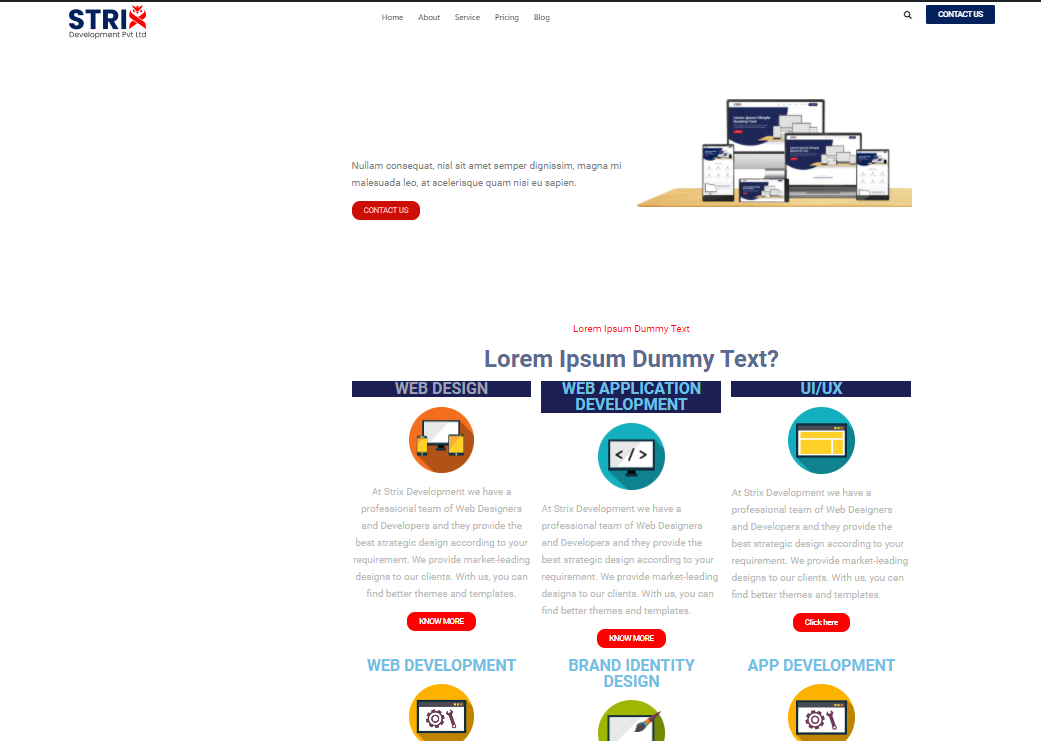 STRIX
Development Pvt Ltd
Home About Service Pricing Blog
CONTACT US
Lorem Ipsum Simple
Dummy Text
Nullam consequat, nisl sit amet semper dignissim, magna mi
malesuada leo, at scelerisque quam nisi eu sapien.
CONTACT US
Lorem Ipsum Dummy Text
Lorem Ipsum Dummy Text?
WEB DESIGN
At Strix Development we have a
professional team of Web Designers
and Developers and they provide the
best strategic design according to your
requirement. We provide market-leading
designs to our clients. With us, you can
find better themes and templates.
KNOW MORE
WEB APPLICATION
DEVELOPMENT
</>
At Strix Development we have a
professional team of Web Designers
and Developers and they provide the
best strategic design according to your
requirement. We provide market-leading
designs to our clients. With us, you can
find better themes and templates.
KNOW MORE
UI/UX
At Strix Development we have a
professional team of Web Designers
and Developers and they provide the
best strategic design according to your
requirement. We provide market-leading
designs to our clients. With us, you can
find better themes and templates.
Click here
WEB DEVELOPMENT
BRAND IDENTITY
DESIGN
APP DEVELOPMENT